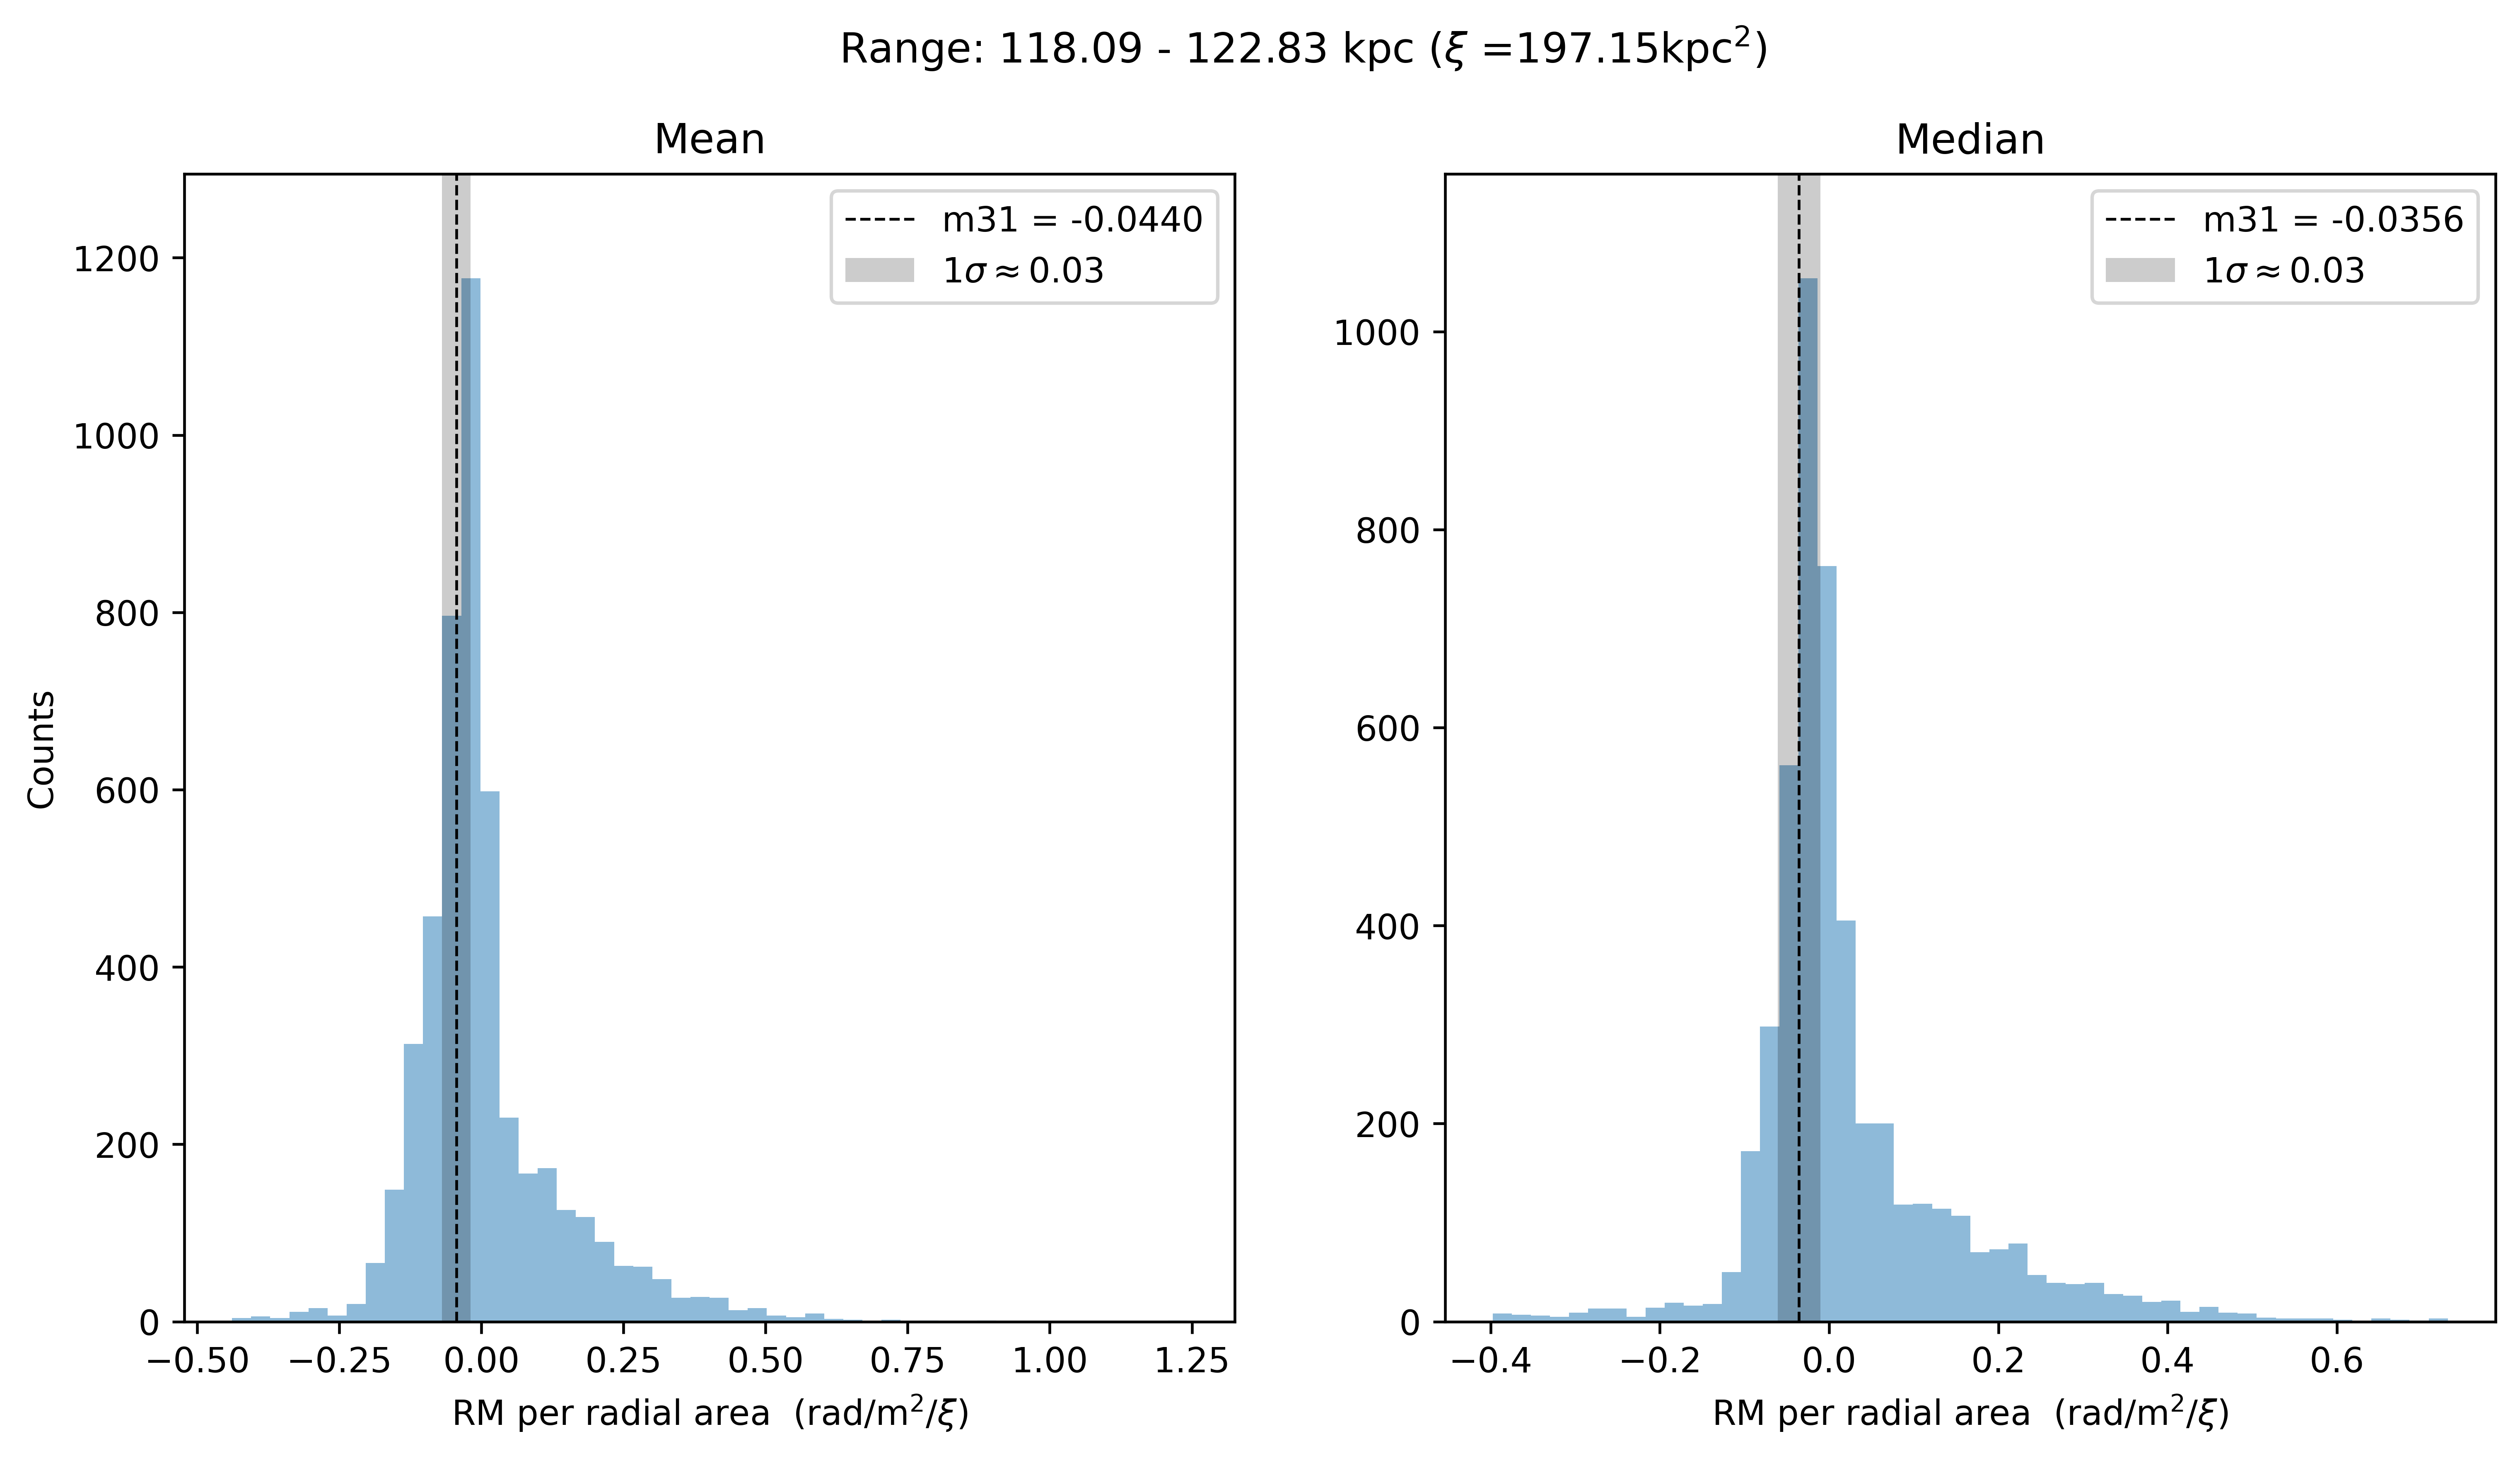 Range: 118.09 - 122.83 kpc (ξ =197.15kpc²)
Mean
m31 = -0.0440
1σ ≈ 0.03
1200
1000
800
600
400
200
0
Counts
−0.50 −0.25 0.00 0.25 0.50 0.75 1.00 1.25
RM per radial area (rad/m²/ξ)
Median
m31 = -0.0356
1σ ≈ 0.03
1000
800
600
400
200
0
−0.4 −0.2 0.0 0.2 0.4 0.6
RM per radial area (rad/m²/ξ)